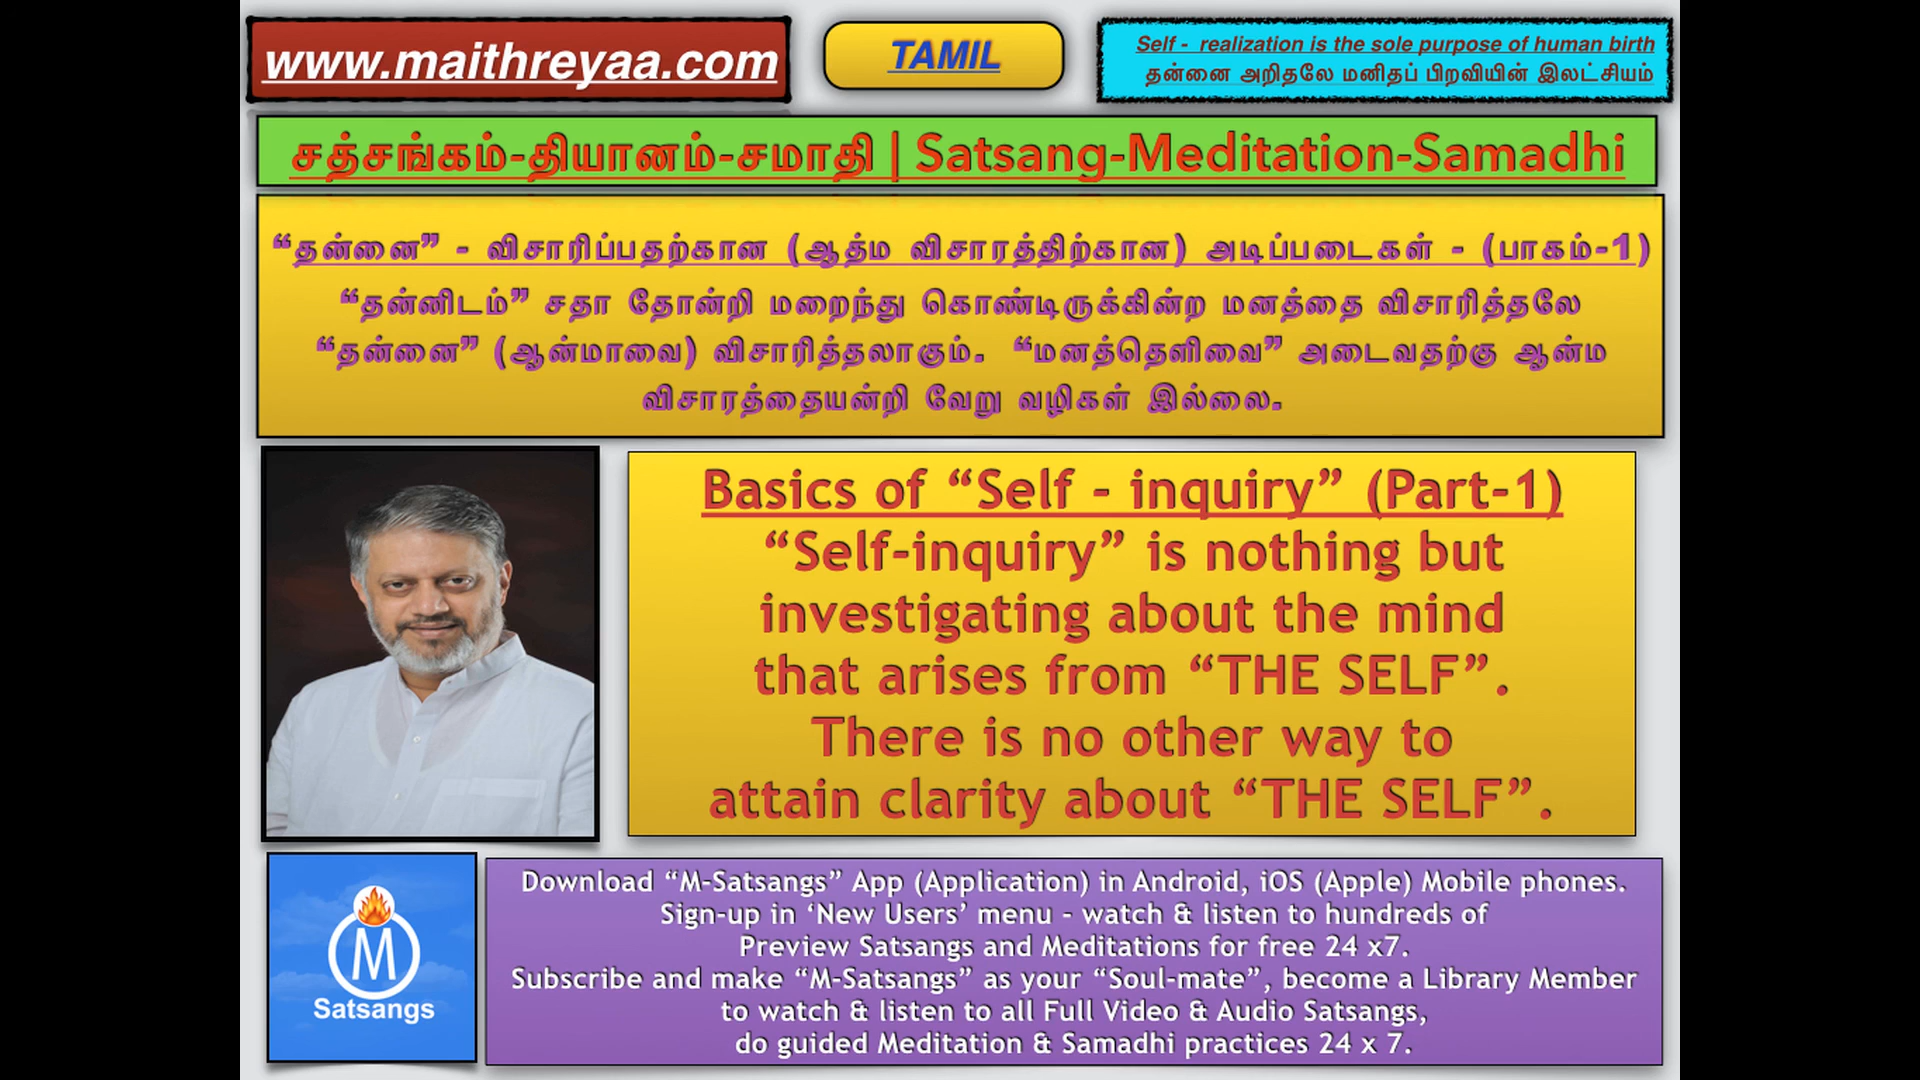 www.maithreyaa.com
TAMIL
Self - realization is the sole purpose of human birth
தன்னை அறிதலே மனிதப் பிறவியின் இலட்சியம்
சத்சங்கம்-தியானம்-சமாதி | Satsang-Meditation-Samadhi
“தன்னை” - விசாரிப்பதற்கான (ஆத்ம விசாரத்திற்கான) அடிப்படைகள் - (பாகம்-1)
“தன்னிடம்” சதா தோன்றி மறைந்து கொண்டிருக்கின்ற மனத்தை விசாரித்தலே
“தன்னை” (ஆன்மாவை) விசாரித்தலாகும். “மனத்தெளிவை” அடைவதற்கு ஆன்ம
விசாரத்தையன்றி வேறு வழிகள் இல்லை.
Basics of “Self - inquiry” (Part-1)
“Self-inquiry” is nothing but
investigating about the mind
that arises from “THE SELF”.
There is no other way to
attain clarity about “THE SELF”.
M
Satsangs
Download “M-Satsangs” App (Application) in Android, iOS (Apple) Mobile phones.
Sign-up in ‘New Users’ menu - watch & listen to hundreds of
Preview Satsangs and Meditations for free 24 x7.
Subscribe and make “M-Satsangs” as your “Soul-mate”, become a Library Member
to watch & listen to all Full Video & Audio Satsangs,
do guided Meditation & Samadhi practices 24 x 7.